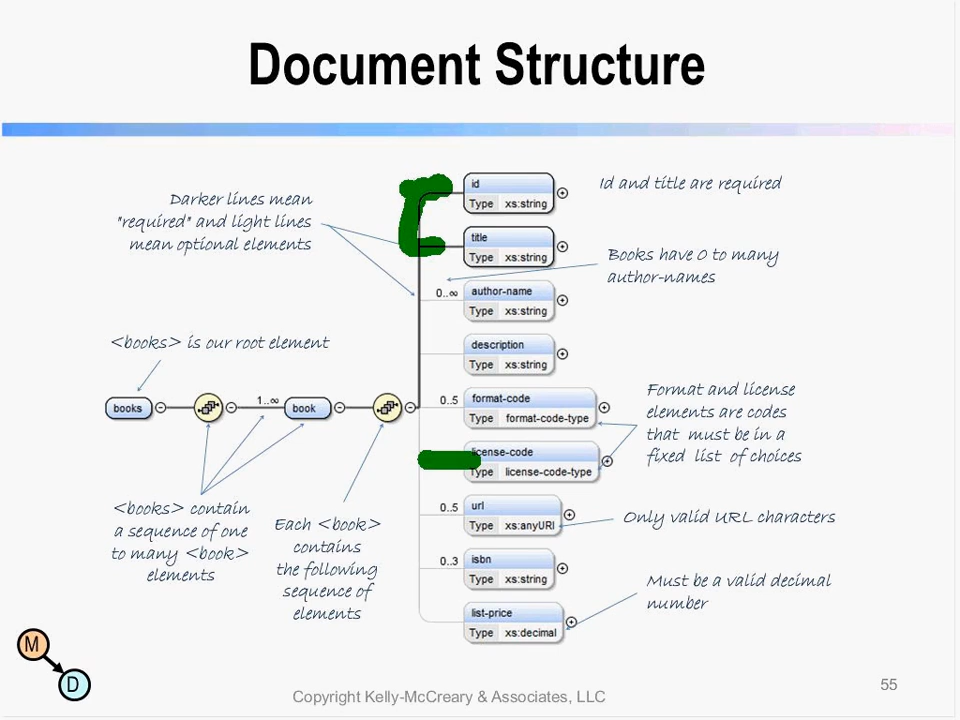 Document Structure
Darker lines mean
"required" and light lines
mean optional elements
id
Type xs:string
Id and title are required
title
Type xs:string
Books have 0 to many
author-names
0..∞
author-name
Type xs:string
description
Type xs:string
<books> is our root element
books
1..∞
book
0..5
format-code
Type format-code-type
Format and license
elements are codes
that must be in a
fixed list of choices
license-code
Type license-code-type
0..5
url
Type xs:anyURI
Only valid URL characters
<books> contain
a sequence of one
to many <book>
elements
Each <book>
contains
the following
sequence of
elements
0..3
isbn
Type xs:string
list-price
Type xs:decimal
Must be a valid decimal
number
M
D
Copyright Kelly-McCreary & Associates, LLC
55